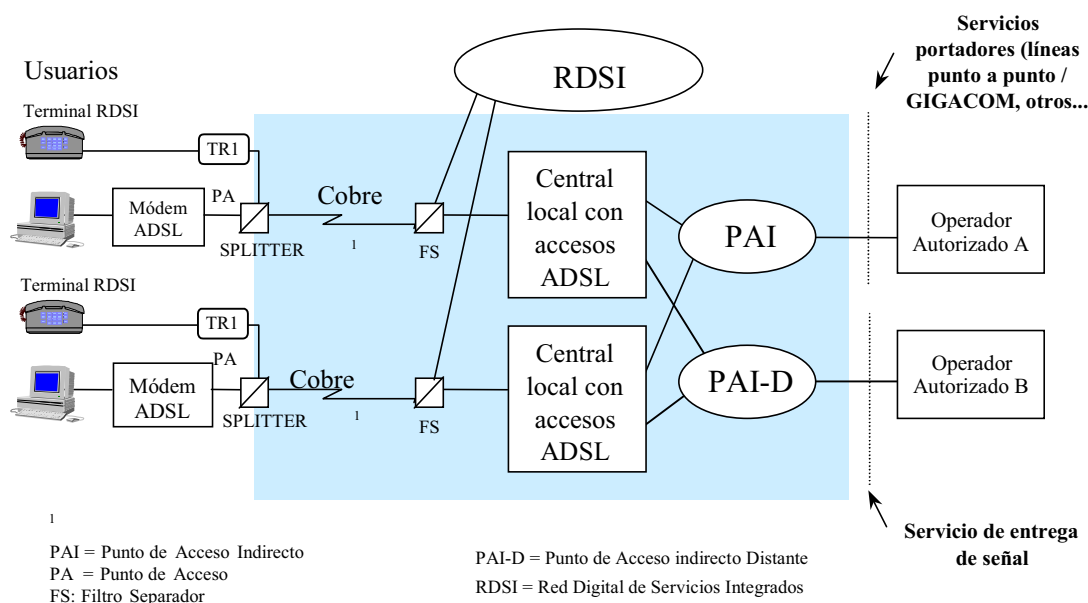 Usuarios
Terminal RDSI
TR1
Módem
ADSL
PA
SPLITTER
Cobre
1
FS
RDSI
Central
local con
accesos
ADSL
PAI
Servicios
portadores (líneas
punto a punto /
GIGACOM, otros...
Operador
Autorizado A
Terminal RDSI
TR1
Módem
ADSL
PA
SPLITTER
Cobre
1
FS
Central
local con
accesos
ADSL
PAI-D
Operador
Autorizado B
Servicio de entrega
de señal
1
PAI = Punto de Acceso Indirecto
PA = Punto de Acceso
FS: Filtro Separador
PAI-D = Punto de Acceso indirecto Distante
RDSI = Red Digital de Servicios Integrados